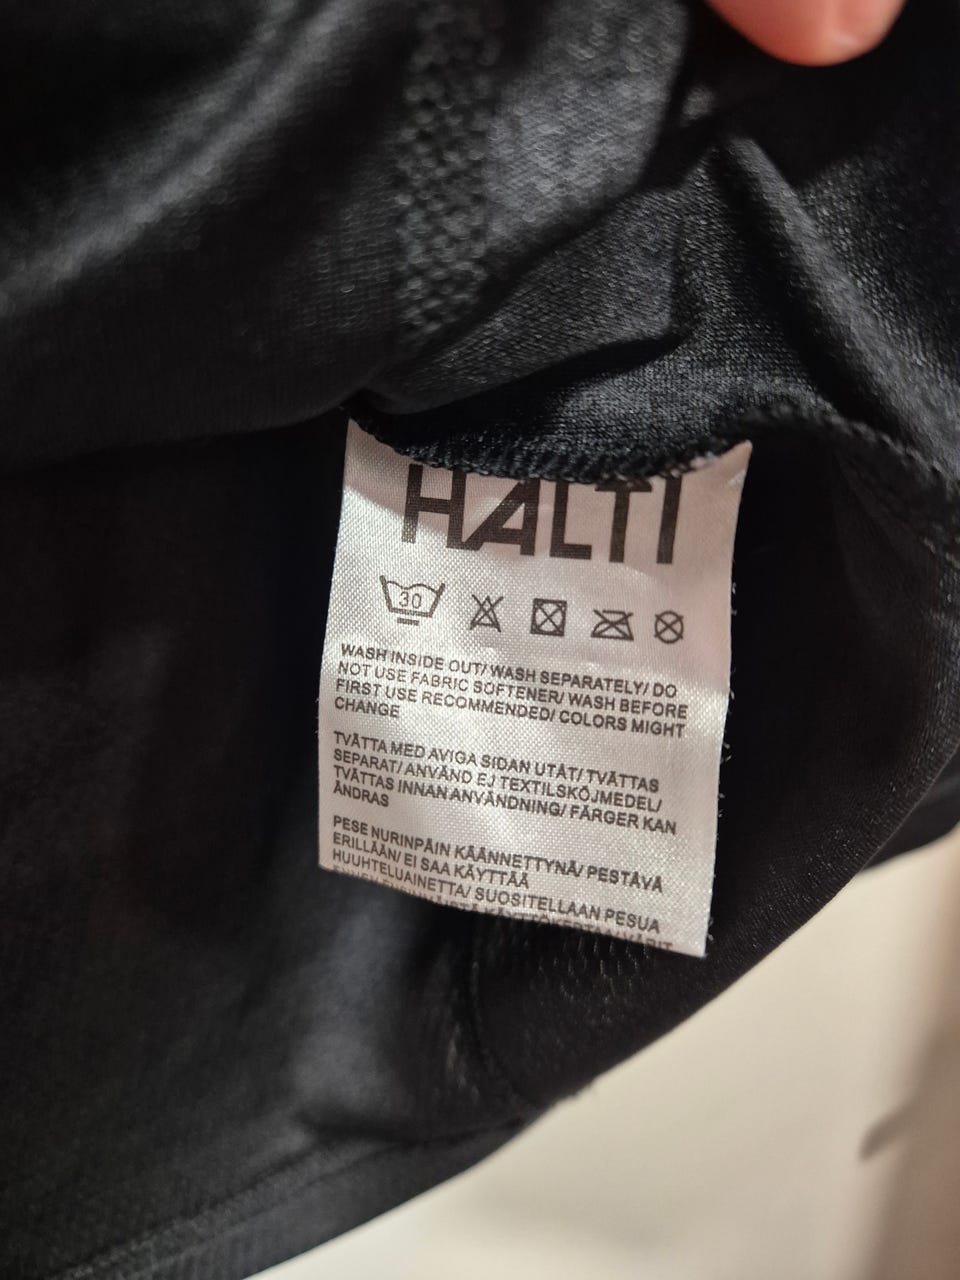 HALTI
30
WASH INSIDE OUT/ WASH SEPARATELY/ DO
NOT USE FABRIC SOFTENER/ WASH BEFORE
FIRST USE RECOMMENDED/ COLORS MIGHT
CHANGE
TVÄTTA MED AVIGA SIDAN UTÅT/ TVÄTTAS
SEPARAT/ ANVÄND EJ TEXTILSKÖJMEDEL/
TVÄTTAS INNAN ANVÄNDNING/ FÄRGER KAN
ÄNDRAS
PESE NURINPÄIN KÄÄNNETTYNÄ/ PESTÄVÄ
ERILLÄÄN/ EI SAA KÄYTTÄÄ
HUUHTELUAINETTA/ SUOSITELLAAN PESUA